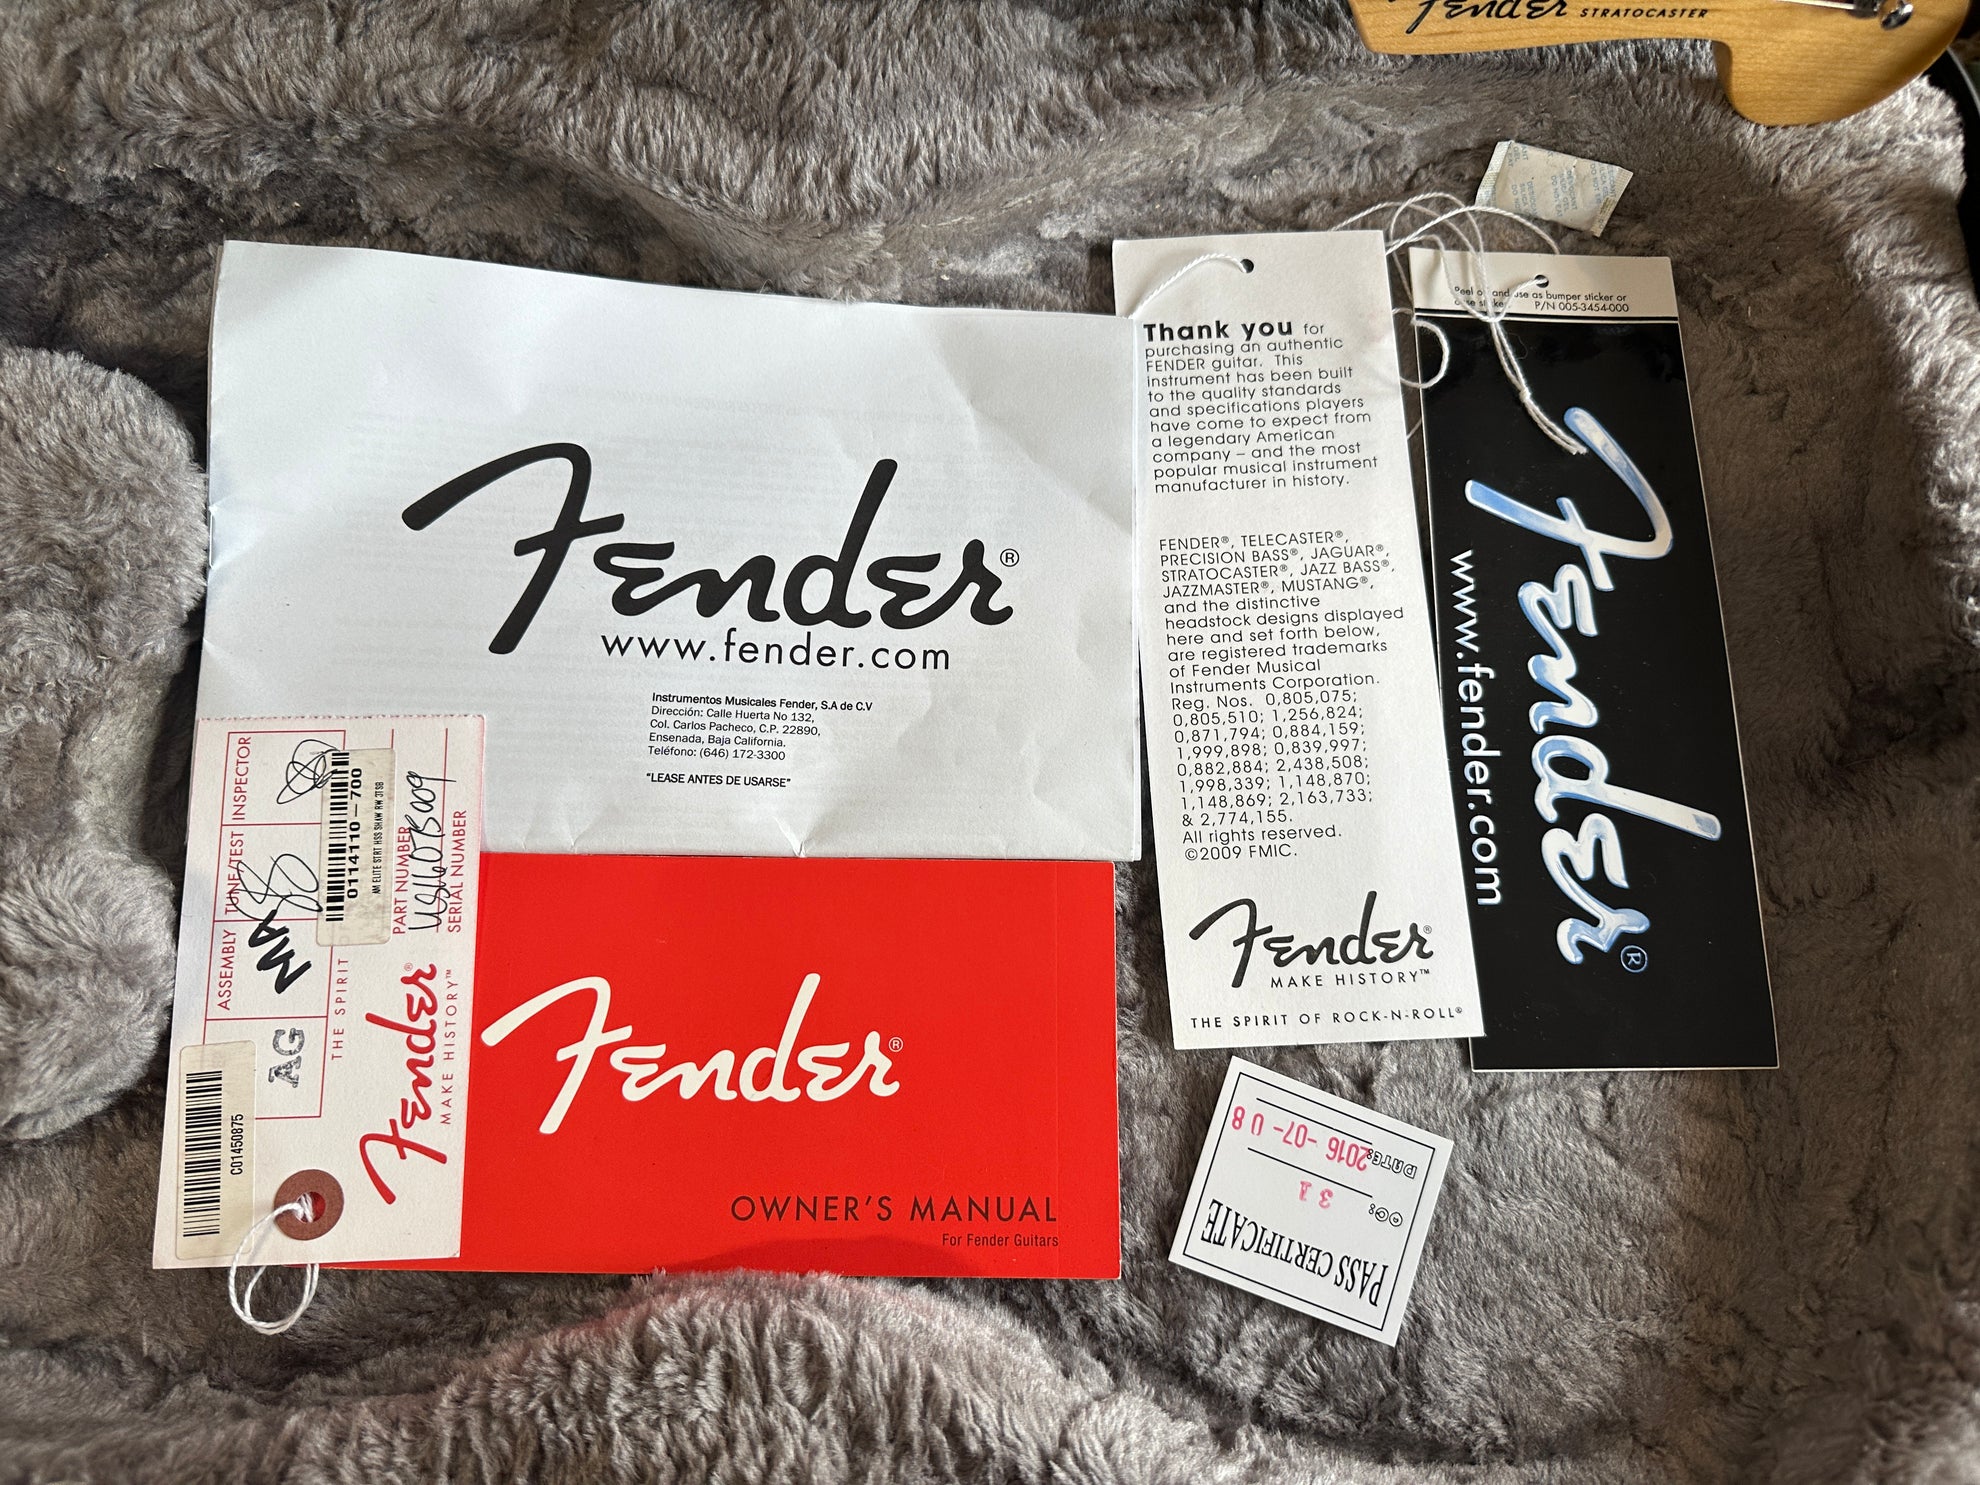 Fender STRATOCASTER
Fender®
www.fender.com
Instrumentos Musicales Fender, S.A de C.V
Dirección: Calle Huerta No 132,
Col. Carlos Pacheco, C.P. 22890,
Ensenada, Baja California.
Teléfono: (646) 172-3300
"LEASE ANTES DE USARSE"
Thank you for
purchasing an authentic
FENDER guitar. This
instrument has been built
to the quality standards
and specifications players
have come to expect from
a legendary American
company – and the most
popular musical instrument
manufacturer in history.
FENDER®, TELECASTER®,
PRECISION BASS®, JAGUAR®,
STRATOCASTER®, JAZZ BASS®,
JAZZMASTER®, MUSTANG®,
and the distinctive
headstock designs displayed
here and set forth below,
are registered trademarks
of Fender Musical
Instruments Corporation.
Reg. Nos. 0,805,075;
0,805,510; 1,256,824;
0,871,794; 0,884,159;
1,999,898; 0,839,997;
0,882,884; 2,438,508;
1,998,339; 1,148,870;
1,148,869; 2,163,733;
& 2,774,155.
All rights reserved.
©2009 FMIC.
Fender®
MAKE HISTORY™
THE SPIRIT OF ROCK-N-ROLL®
Peel off and use as bumper sticker or
case sticker P/N 005-3454-000
Fender®
www.fender.com
ASSEMBLY TUNE/TEST INSPECTOR
AG MA
0114110-700
AM ELITE STRT HSS SHAW RW 3TSB
PART NUMBER
SERIAL NUMBER
THE SPIRIT
Fender®
MAKE HISTORY™
C01450875
Fender®
OWNER'S MANUAL
For Fender Guitars
PASS CERTIFICATE
QC: 31
DATE: 2016-07-08